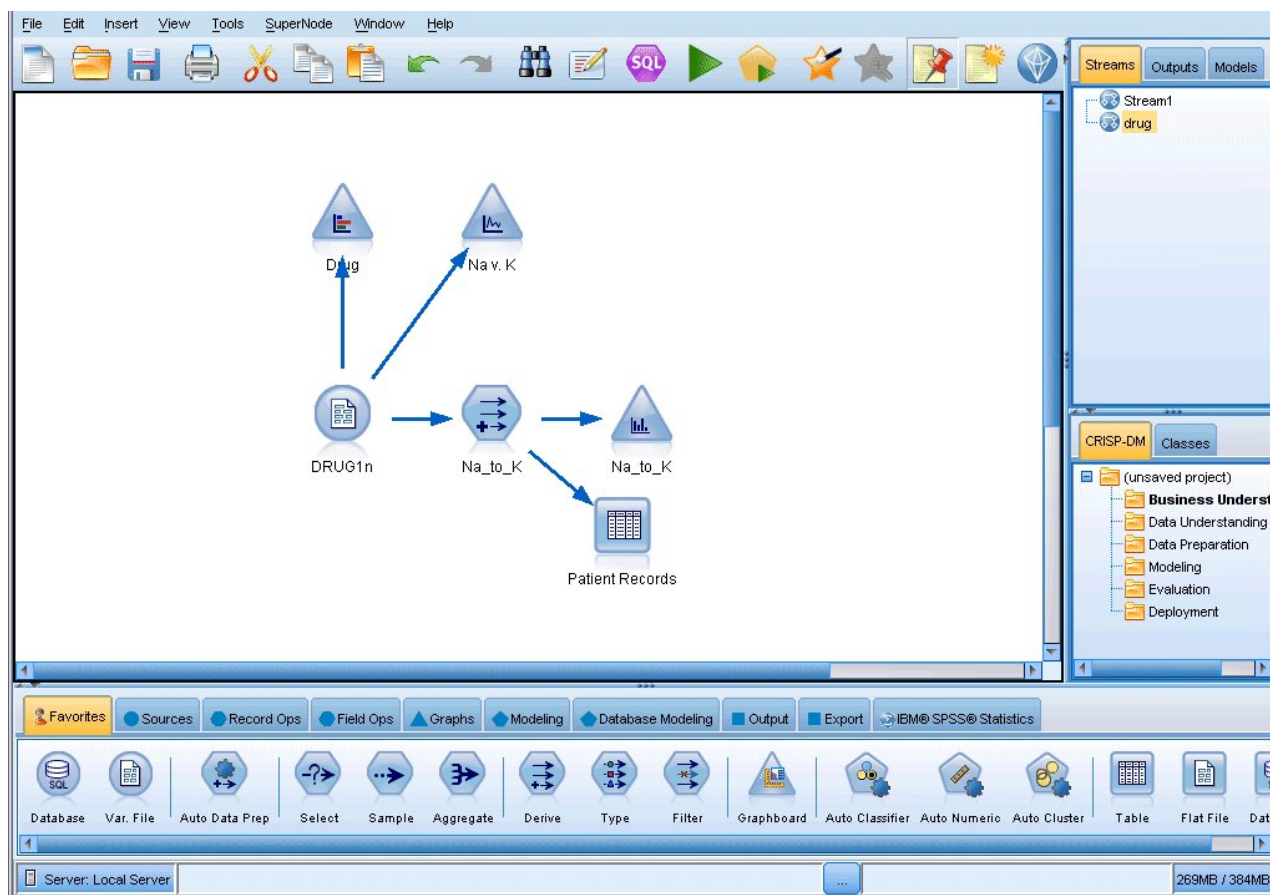 File Edit Insert View Tools SuperNode Window Help
SQL
Streams Outputs Models
Stream1
drug
Drug
Na v. K
DRUG1n
Na_to_K
Na_to_K
Patient Records
CRISP-DM Classes
(unsaved project)
Business Underst
Data Understanding
Data Preparation
Modeling
Evaluation
Deployment
Favorites Sources Record Ops Field Ops Graphs Modeling Database Modeling Output Export IBM® SPSS® Statistics
SQL
Database Var. File Auto Data Prep Select Sample Aggregate Derive Type Filter Graphboard Auto Classifier Auto Numeric Auto Cluster Table Flat File Dat
Server: Local Server ... 269MB / 384MB